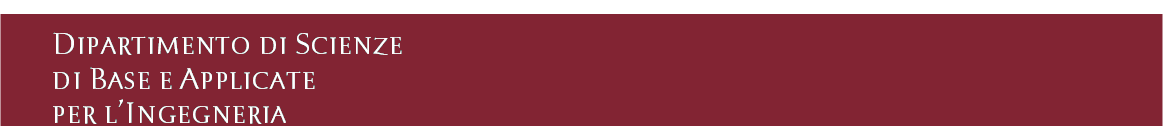 Dipartimento di Scienze
di Base e Applicate
per l'Ingegneria